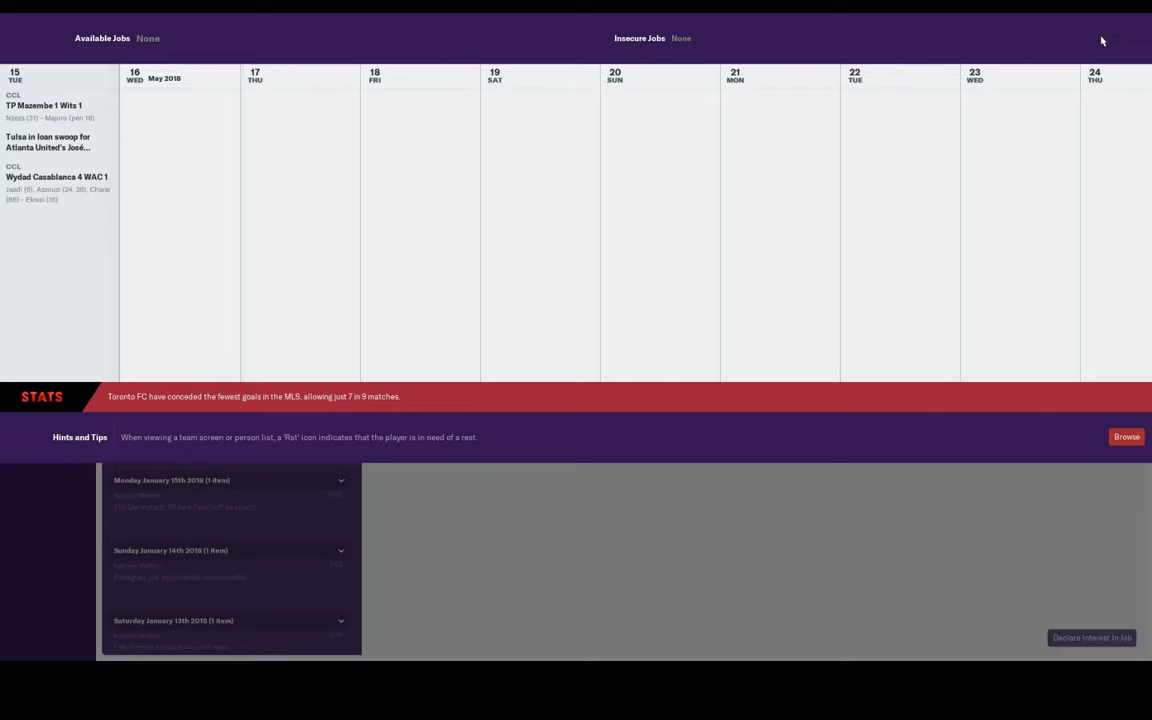 Available Jobs None
Insecure Jobs None
15 TUE
16 WED May 2018
17 THU
18 FRI
19 SAT
20 SUN
21 MON
22 TUE
23 WED
24 THU
CCL
TP Mazembe 1 Wits 1
Nzeza (31) - Majoro (pen 16)
Tulsa in loan swoop for
Atlanta United's José...
CCL
Wydad Casablanca 4 WAC 1
Jaadi (6), Azzouzi (24, 28), Charai
(86) - Ekissi (16)
STATS
Toronto FC have conceded the fewest goals in the MLS, allowing just 7 in 9 matches.
Hints and Tips
When viewing a team screen or person list, a 'Rst' icon indicates that the player is in need of a rest.
Browse
Monday January 15th 2018 (1 item)
Sunday January 14th 2018 (1 item)
Saturday January 13th 2018 (1 item)
Declare Interest In Job